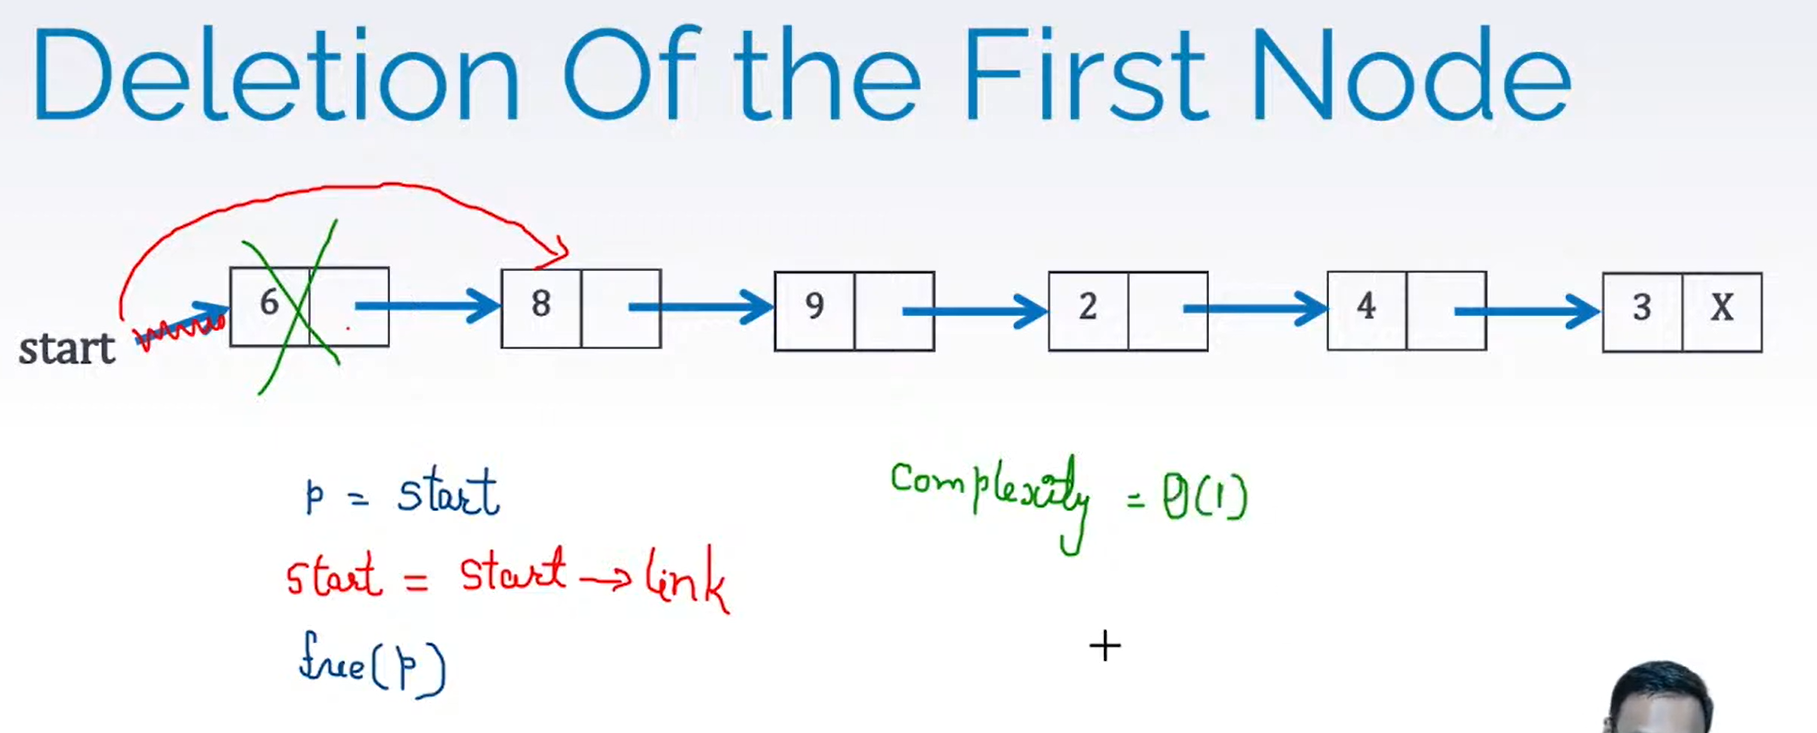 Deletion Of the First Node
start 6 8 9 2 4 3 X
p = start
start = start → link
free(p)
Complexity = θ(1)